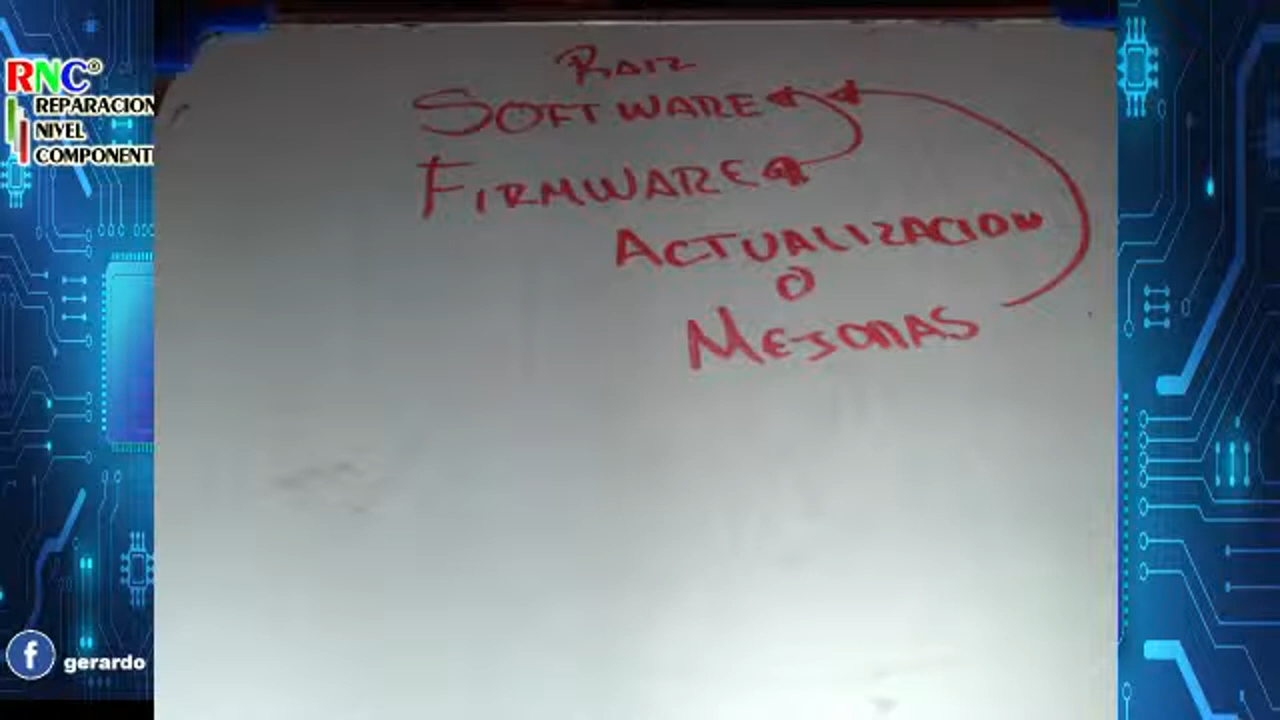 RNC®
REPARACION
NIVEL
COMPONENT
RAIZ
SOFTWARE
FIRMWARE
ACTUALIZACION
O
MEJORAS
f gerardo